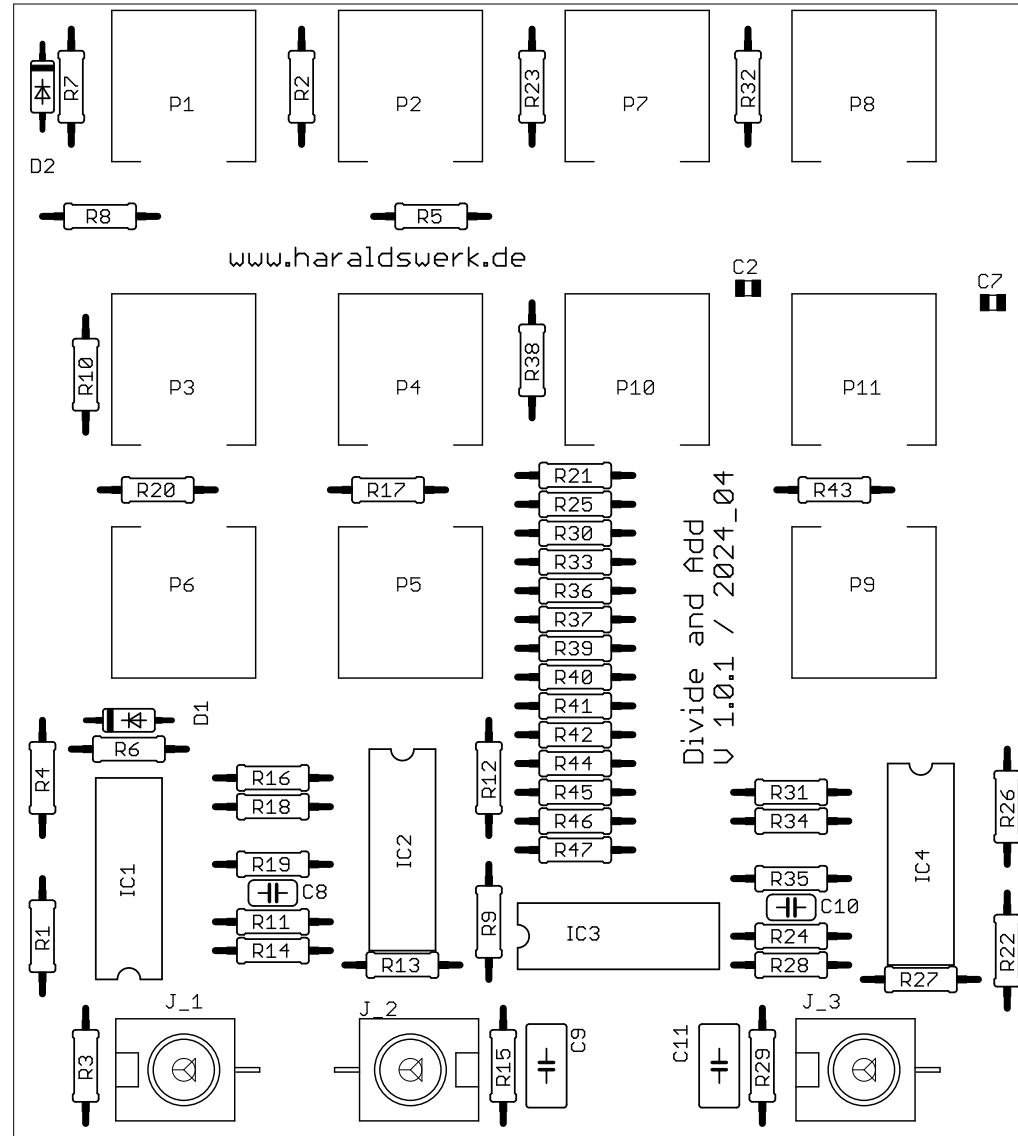 R7
P1
R2
P2
R23
P7
R32
P8
D2
R8
R5
www.haraldswerk.de
C2
C7
R10
P3
P4
R38
P10
P11
R20
R17
R21
R43
R25
R30
R33
R36
R37
R39
R40
R41
R42
R44
R45
R46
R47
P6
P5
Divide and Add
V 1.0.1 / 2024_04
P9
D1
R6
R4
R16
R18
R12
R31
R34
R26
IC1
R19
C8
R11
R14
IC2
R13
R9
IC3
R35
C10
R24
R28
IC4
R27
R22
R1
J_1
J_2
J_3
R3
R15
C9
C11
R29